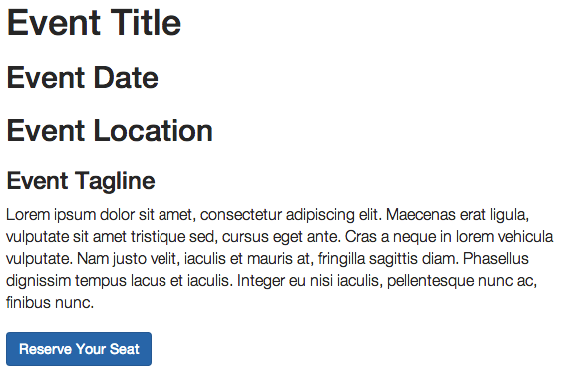 Event Title
Event Date
Event Location
Event Tagline
Lorem ipsum dolor sit amet, consectetur adipiscing elit. Maecenas erat ligula,
vulputate sit amet tristique sed, cursus eget ante. Cras a neque in lorem vehicula
vulputate. Nam justo velit, iaculis et mauris at, fringilla sagittis diam. Phasellus
dignissim tempus lacus et iaculis. Integer eu nisi iaculis, pellentesque nunc ac,
finibus nunc.
Reserve Your Seat